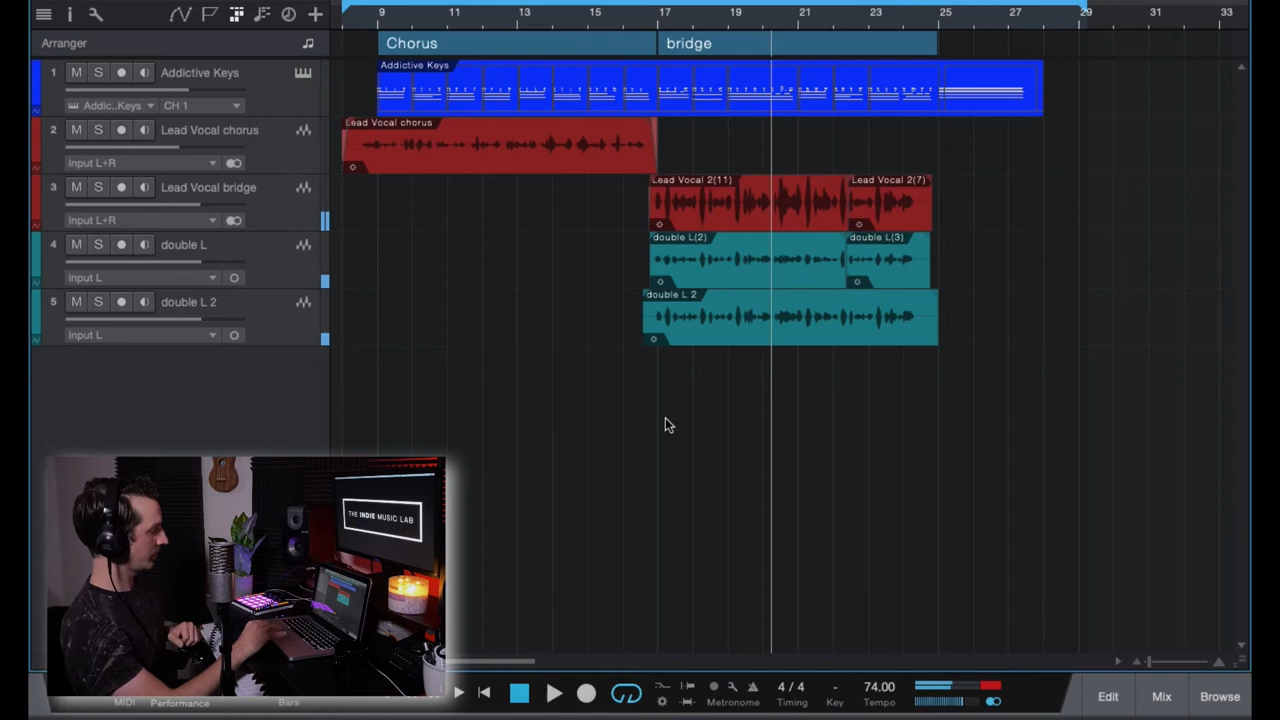 9 11 13 15 17 19 21 23 25 27 29 31 33
Arranger
Chorus
bridge
1 M S Addictive Keys
Addic..Keys CH 1
Addictive Keys
2 M S Lead Vocal chorus
Input L+R
Lead Vocal chorus
3 M S Lead Vocal bridge
Input L+R
Lead Vocal 2(11)
Lead Vocal 2(7)
4 M S double L
Input L
double L(2)
double L(3)
5 M S double L 2
Input L
double L 2
THE INDIE MUSIC LAB
MIDI Performance Bars
4 / 4 - 74.00
Metronome Timing Key Tempo
Edit Mix Browse